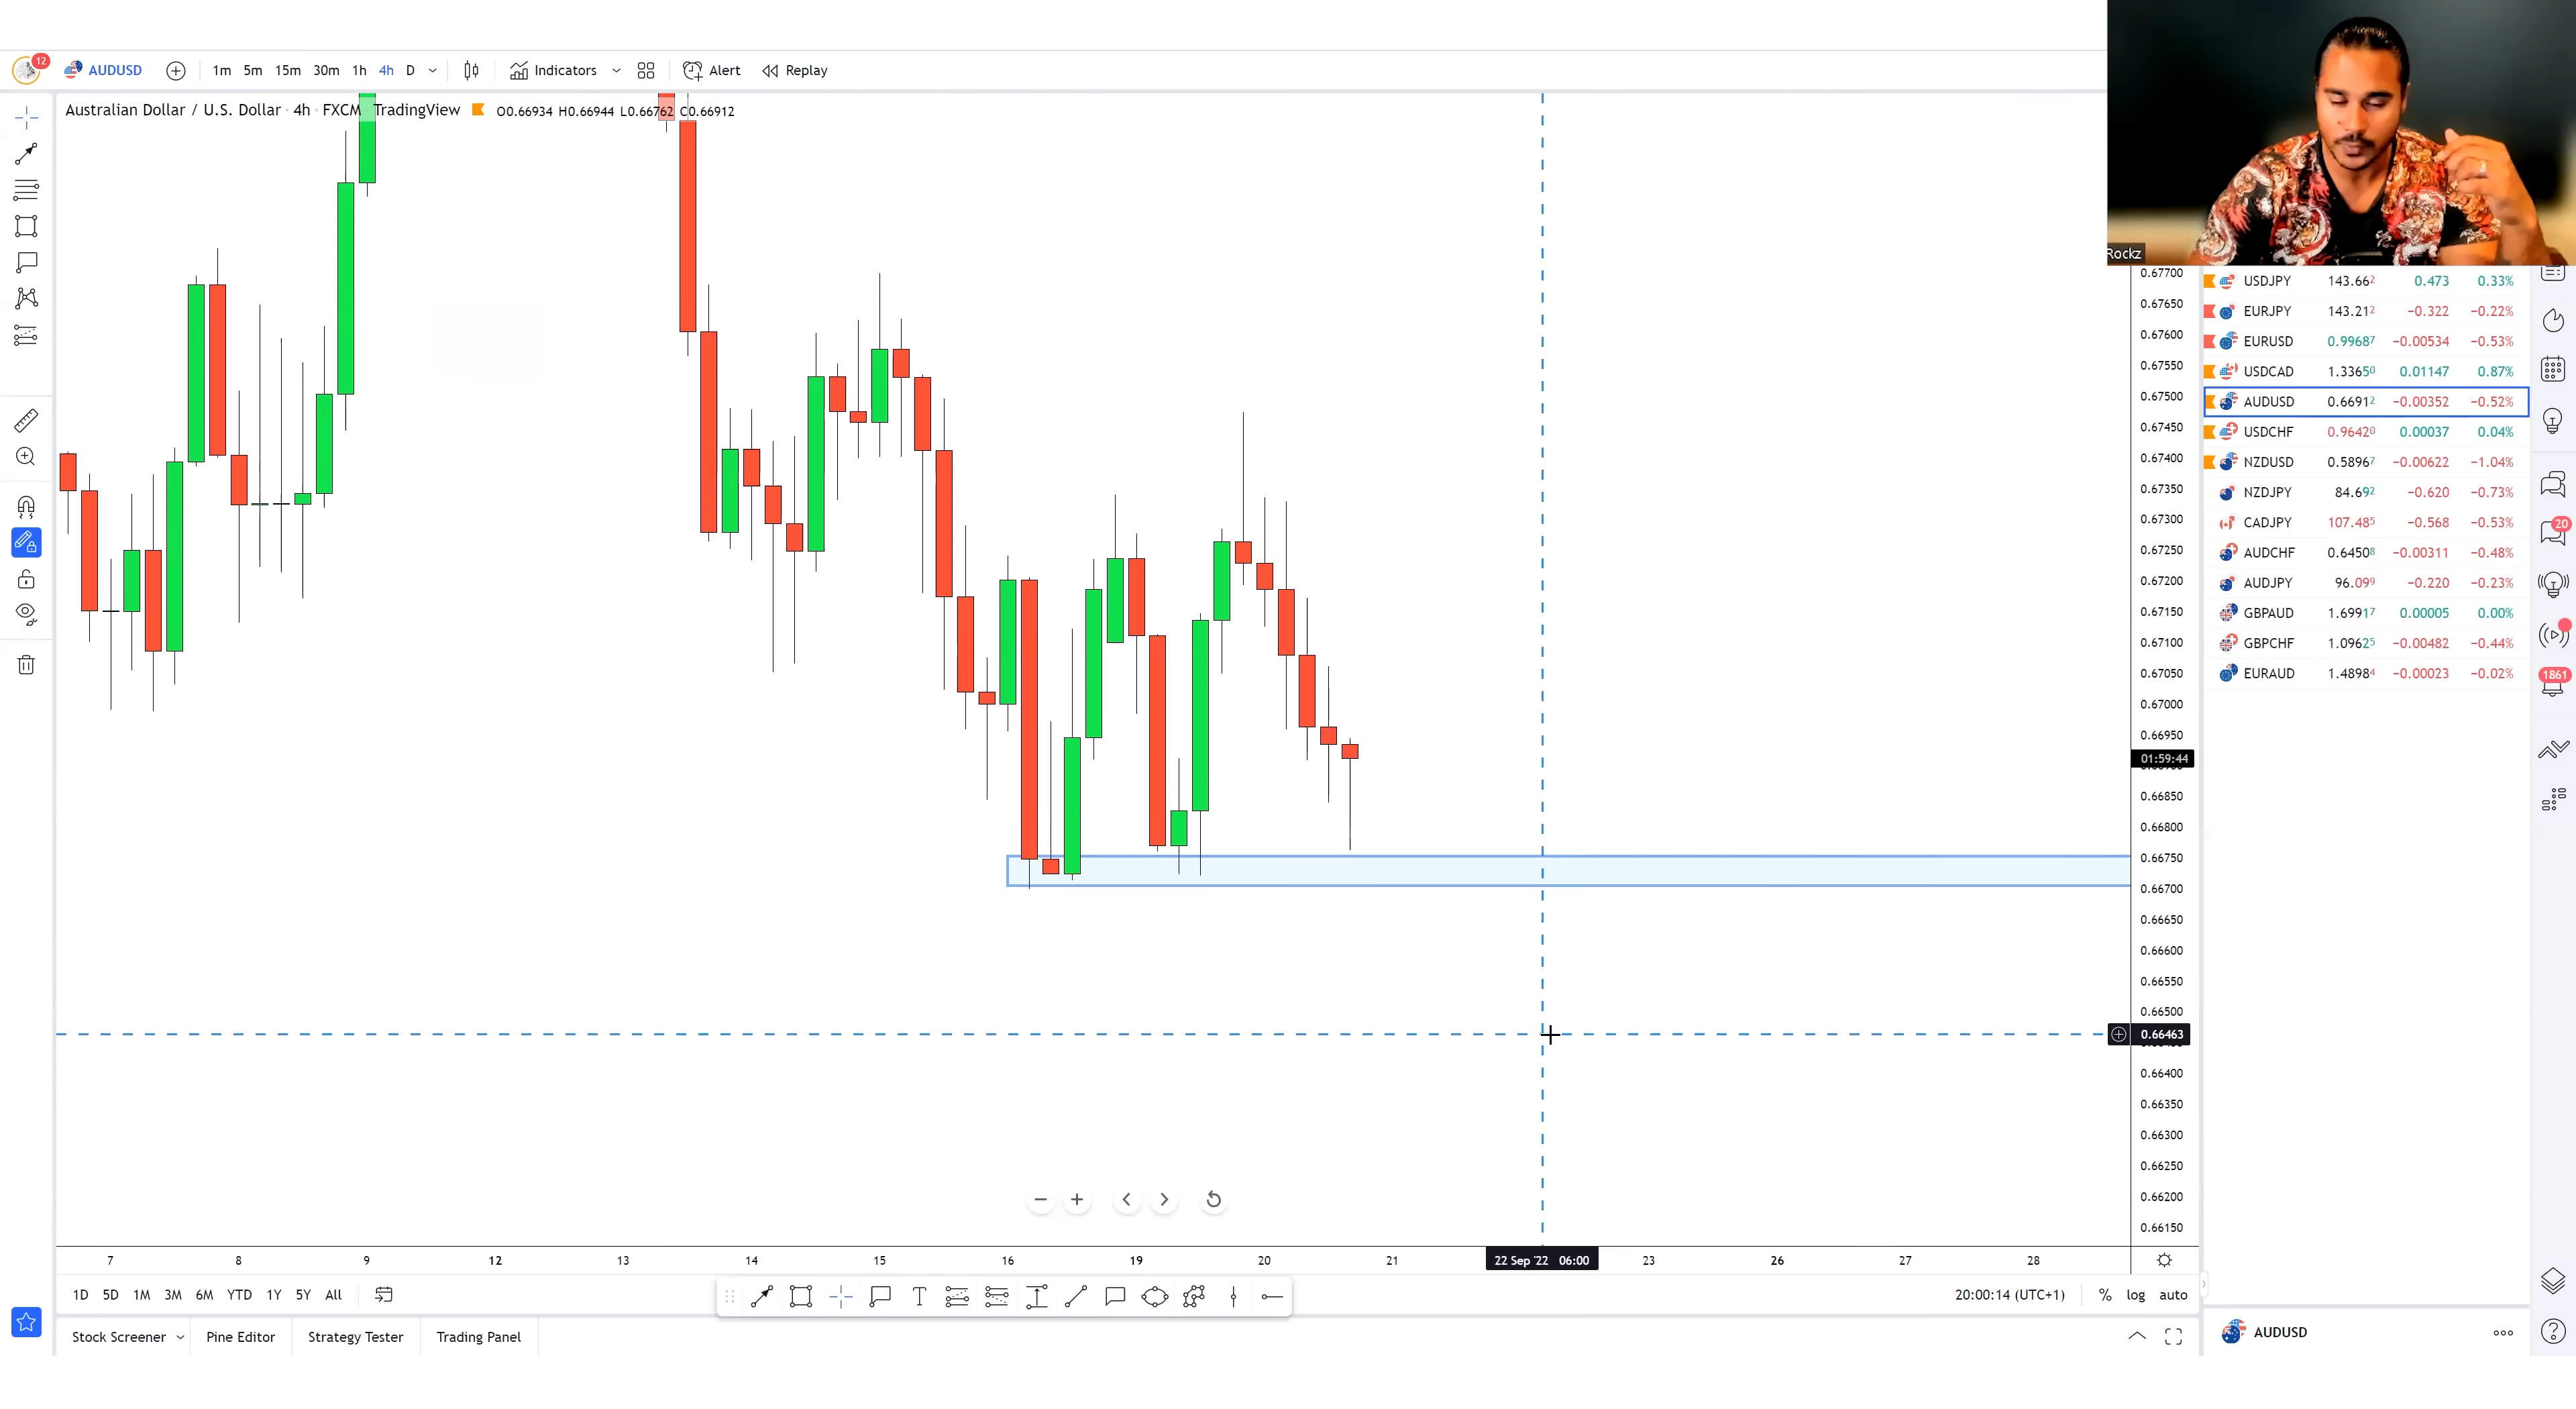 12
AUDUSD
1m 5m 15m 30m 1h 4h D
Indicators
Alert
Replay
Australian Dollar / U.S. Dollar · 4h · FXCM TradingView O0.66934 H0.66944 L0.66762 C0.66912
Rockz
0.67700
0.67650
0.67600
0.67550
0.67500
0.67450
0.67400
0.67350
0.67300
0.67250
0.67200
0.67150
0.67100
0.67050
0.67000
0.66950
01:59:44
0.66850
0.66800
0.66750
0.66700
0.66650
0.66600
0.66550
0.66500
0.66463
0.66400
0.66350
0.66300
0.66250
0.66200
0.66150
USDJPY 143.662 0.473 0.33%
EURJPY 143.212 −0.322 −0.22%
EURUSD 0.99687 −0.00534 −0.53%
USDCAD 1.33650 0.01147 0.87%
AUDUSD 0.66912 −0.00352 −0.52%
USDCHF 0.96420 0.00037 0.04%
NZDUSD 0.58967 −0.00622 −1.04%
NZDJPY 84.692 −0.620 −0.73%
CADJPY 107.485 −0.568 −0.53%
AUDCHF 0.64508 −0.00311 −0.48%
AUDJPY 96.099 −0.220 −0.23%
GBPAUD 1.69917 0.00005 0.00%
GBPCHF 1.09625 −0.00482 −0.44%
EURAUD 1.48984 −0.00023 −0.02%
20
1861
7 8 9 12 13 14 15 16 19 20 21 22 Sep '22 06:00 23 26 27 28
1D 5D 1M 3M 6M YTD 1Y 5Y All
T
20:00:14 (UTC+1) % log auto
Stock Screener Pine Editor Strategy Tester Trading Panel
AUDUSD